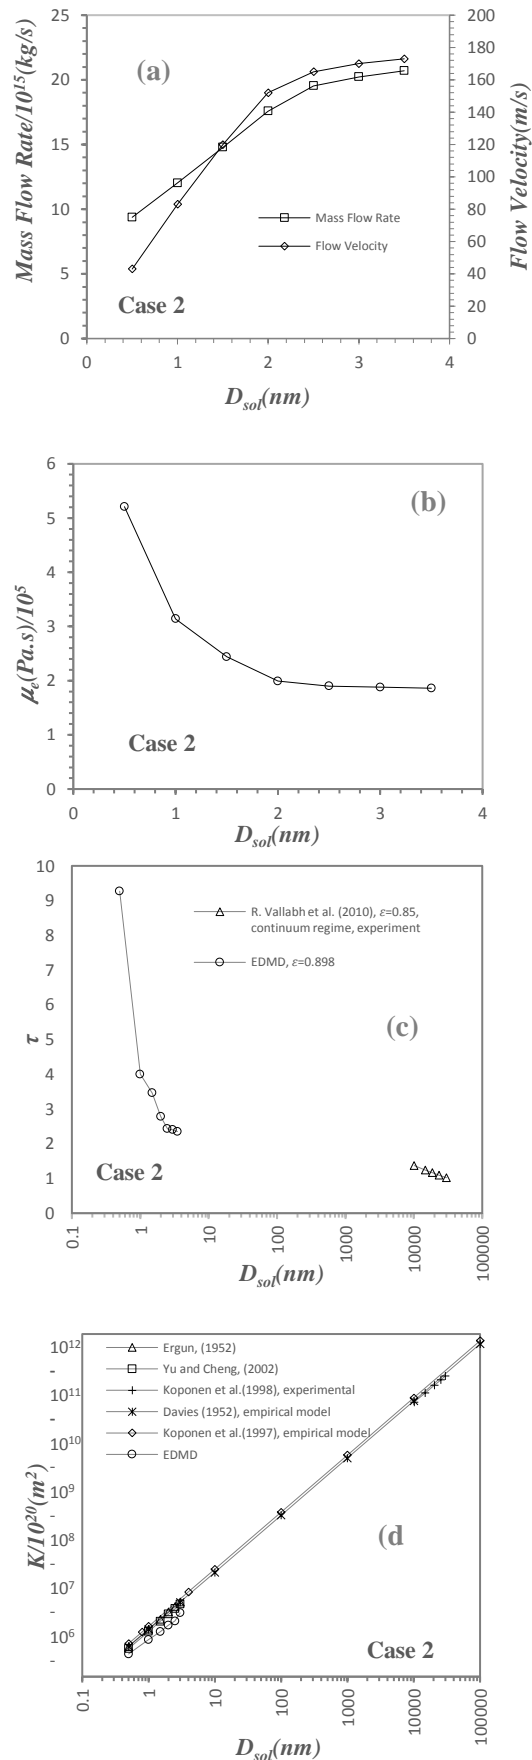 (a)
Mass Flow Rate/10^15(kg/s)
25
20
15
10
5
0
200
160
120
80
40
0
Flow Velocity(m/s)
Mass Flow Rate
Flow Velocity
Case 2
0 1 2 3 4
D_sol(nm)
(b)
μ_e(Pa.s)/10^5
6
5
4
3
2
1
0
Case 2
0 1 2 3 4
D_sol(nm)
τ
10
9
8
7
6
5
4
3
2
1
0
R. Vallabh et al. (2010), ε=0.85,
continuum regime, experiment
EDMD, ε=0.898
(c)
Case 2
0.1 1 10 100 1000 10000 100000
D_sol(nm)
K/10^20(m^2)
10^12
-
10^11
-
10^10
-
10^9
-
10^8
-
10^7
-
10^6
-
Ergun, (1952)
Yu and Cheng, (2002)
Koponen et al.(1998), experimental
Davies (1952), empirical model
Koponen et al.(1997), empirical model
EDMD
(d
Case 2
0.1 1 10 100 1000 10000 100000
D_sol(nm)